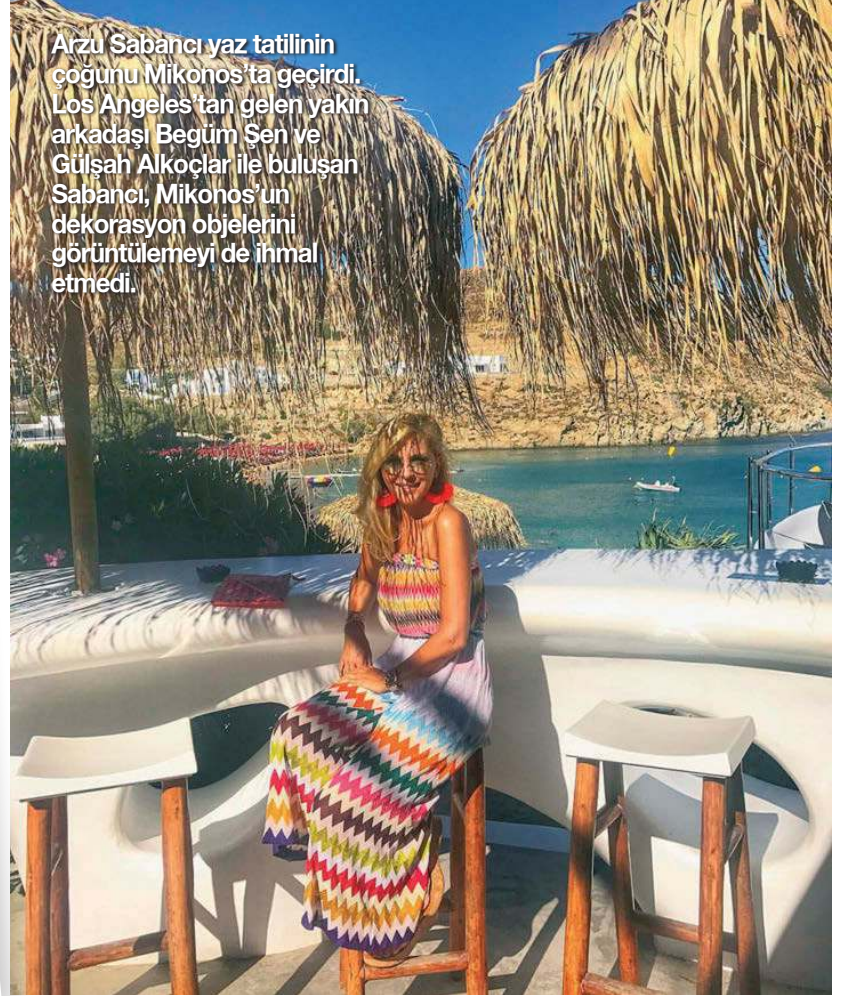 Arzu Sabancı yaz tatilinin
çoğunu Mikonos’ta geçirdi.
Los Angeles’tan gelen yakın
arkadaşı Begüm Şen ve
Gülşah Alkoçlar ile buluşan
Sabancı, Mikonos’un
dekorasyon objelerini
görüntülemeyi de ihmal
etmedi.